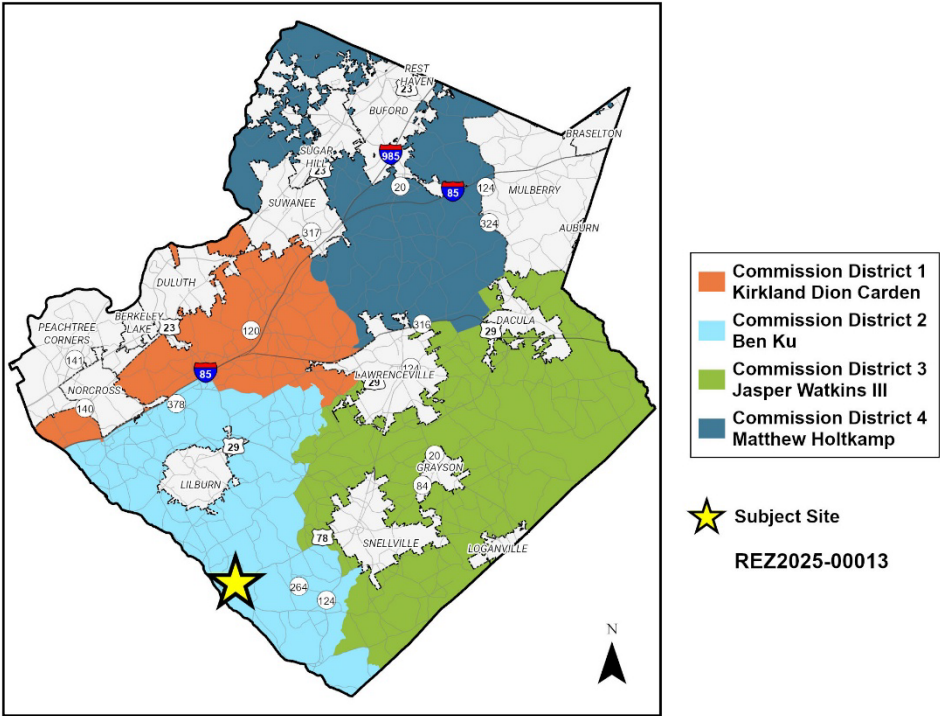 REST
HAVEN
23
BUFORD
BRASELTON
SUGAR
HILL
23
985
20
85
124
MULBERRY
SUWANEE
324
317
AUBURN
DULUTH
BERKELEY
LAKE
23
120
PEACHTREE
CORNERS
141
316
29
DACULA
85
124
LAWRENCEVILLE
29
NORCROSS
140
378
29
LILBURN
20
GRAYSON
84
78
SNELLVILLE
LOGANVILLE
264
124
N
Commission District 1
Kirkland Dion Carden
Commission District 2
Ben Ku
Commission District 3
Jasper Watkins III
Commission District 4
Matthew Holtkamp
Subject Site
REZ2025-00013